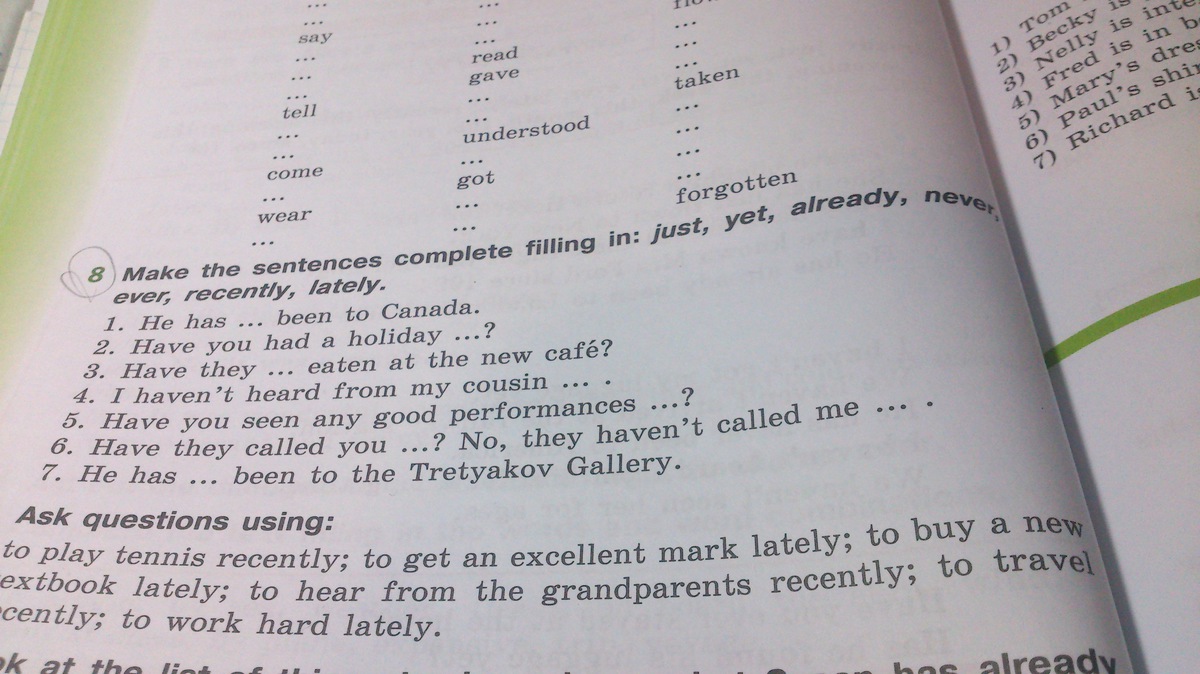 ...
...
...
...
say
...
...
read
...
...
gave
...
...
...
taken
tell
...
...
...
...
understood
...
...
...
...
come
got
...
...
...
forgotten
wear
...
...
8 Make the sentences complete filling in: just, yet, already, never,
ever, recently, lately.
1. He has ... been to Canada.
2. Have you had a holiday ...?
3. Have they ... eaten at the new café?
4. I haven't heard from my cousin ... .
5. Have you seen any good performances ...?
6. Have they called you ...? No, they haven't called me ... .
7. He has ... been to the Tretyakov Gallery.
Ask questions using:
to play tennis recently; to get an excellent mark lately; to buy a new
extbook lately; to hear from the grandparents recently; to travel
cently; to work hard lately.
at the list of has already
1) Tom
2) Becky is
3) Nelly is
4) Fred is in
5) Mary's
6) Paul's
7) Richard